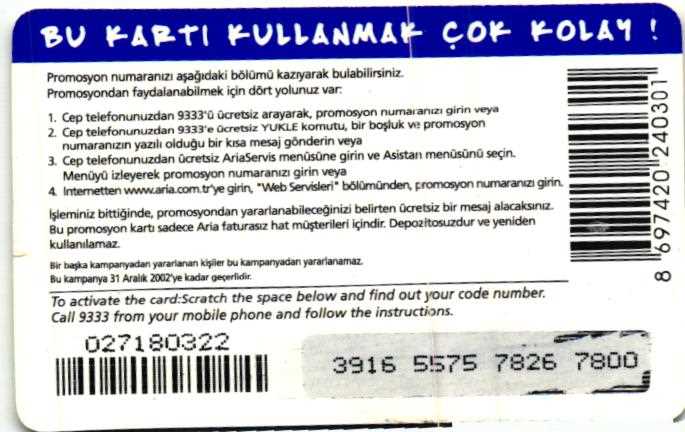 BU KARTI KULLANMAK ÇOK KOLAY !
Promosyon numaranızı aşağıdaki bölümü kazıyarak bulabilirsiniz.
Promosyondan faydalanabilmek için dört yolunuz var:
1. Cep telefonunuzdan 9333'ü ücretsiz arayarak, promosyon numaranızı girin veya
2. Cep telefonunuzdan 9333'e ücretsiz YUKLE komutu, bir boşluk ve promosyon
numaranızın yazılı olduğu bir kısa mesaj gönderin veya
3. Cep telefonunuzdan ücretsiz AriaServis menüsüne girin ve Asistan menüsünü seçin.
Menüyü izleyerek promosyon numaranızı girin veya
4. Internetten www.aria.com.tr'ye girin, "Web Servisleri" bölümünden, promosyon numaranızı girin.
İşleminiz bittiğinde, promosyondan yararlanabileceğinizi belirten ücretsiz bir mesaj alacaksınız.
Bu promosyon kartı sadece Aria faturasız hat müşterileri içindir. Depozitosuzdur ve yeniden
kullanılamaz.
Bir başka kampanyadan yararlanan kişiler bu kampanyadan yararlanamaz.
Bu kampanya 31 Aralık 2002'ye kadar geçerlidir.
To activate the card:Scratch the space below and find out your code number.
Call 9333 from your mobile phone and follow the instructions.
027180322
3916 5575 7826 7800
8 697420 240301